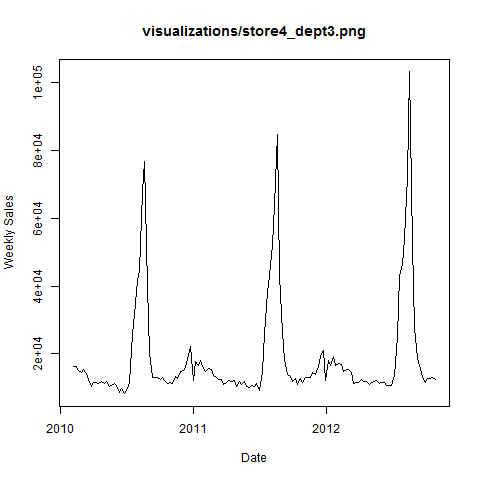 visualizations/store4_dept3.png
Weekly Sales
1e+05
8e+04
6e+04
4e+04
2e+04
2010
2011
2012
Date